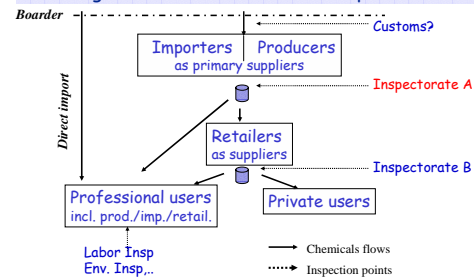 Boarder
Customs?
Importers Producers
as primary suppliers
Inspectorate A
Direct import
Retailers
as suppliers
Inspectorate B
Professional users
incl. prod./imp./retail.
Private users
Labor Insp
Env. Insp,..
Chemicals flows
Inspection points